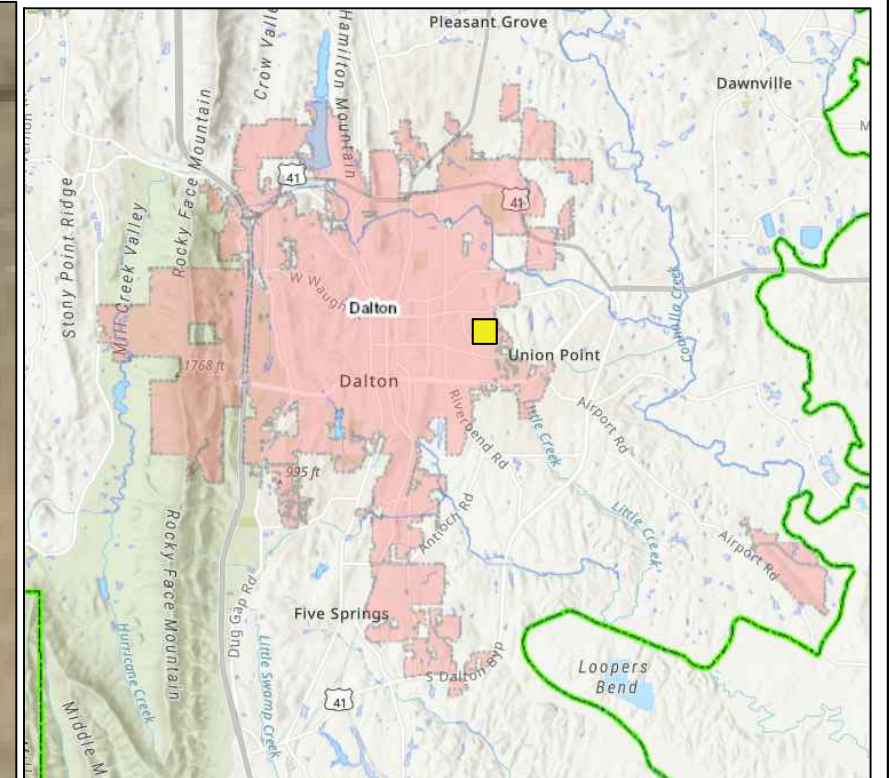 Pleasant Grove
Crow Valle
Hamilton Mountain
Dawnville
Rocky Face Mountain
41
41
Stony Point Ridge
Mill Creek Valley
W Waugh
Dalton
Coahulla Creek
Union Point
1768 ft
Dalton
Riverbend Rd
Airport Rd
ittle Creek
995 ft
Antioch Rd
Little Creek
Airport Rd
Rocky Face Mountain
Dug Gap Rd
Five Springs
Hurricane Creek
Little Swamp Creek
S Dalton Byp
Loopers
Bend
41
Middle M